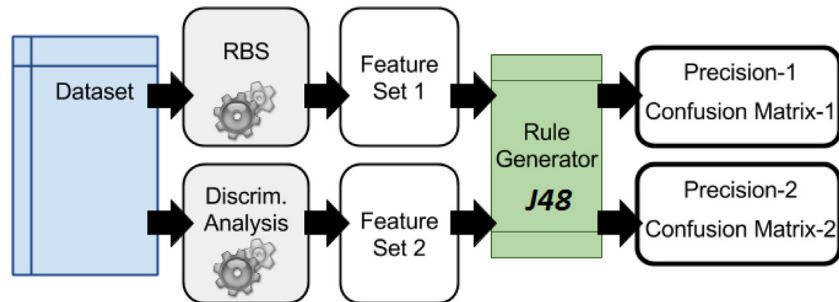 Dataset
RBS
Feature
Set 1
Discrim.
Analysis
Feature
Set 2
Rule
Generator
J48
Precision-1
Confusion Matrix-1
Precision-2
Confusion Matrix-2